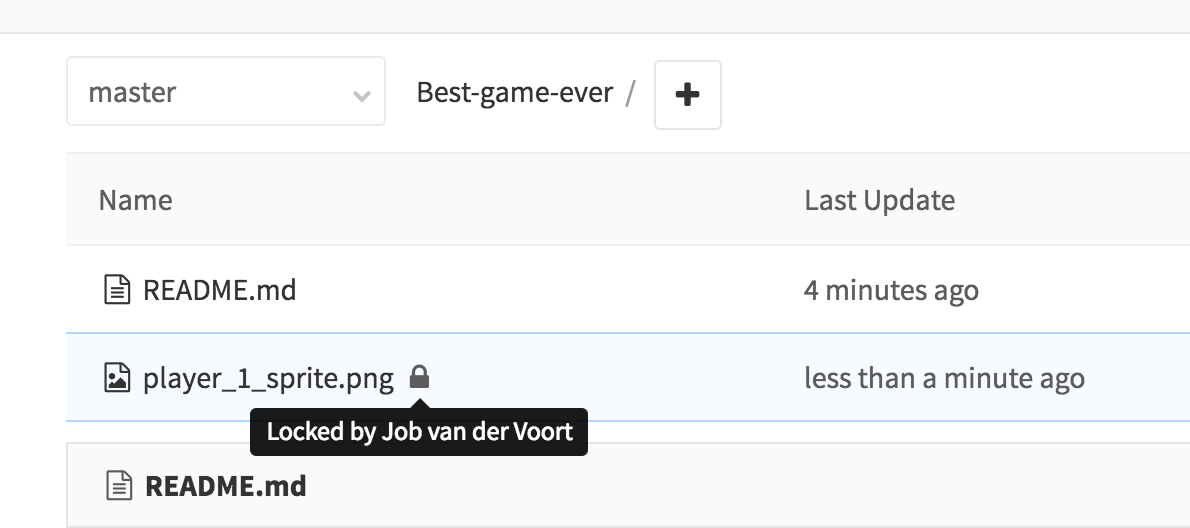 master
Best-game-ever /
Name
Last Update
README.md
4 minutes ago
player_1_sprite.png
less than a minute ago
Locked by Job van der Voort
README.md